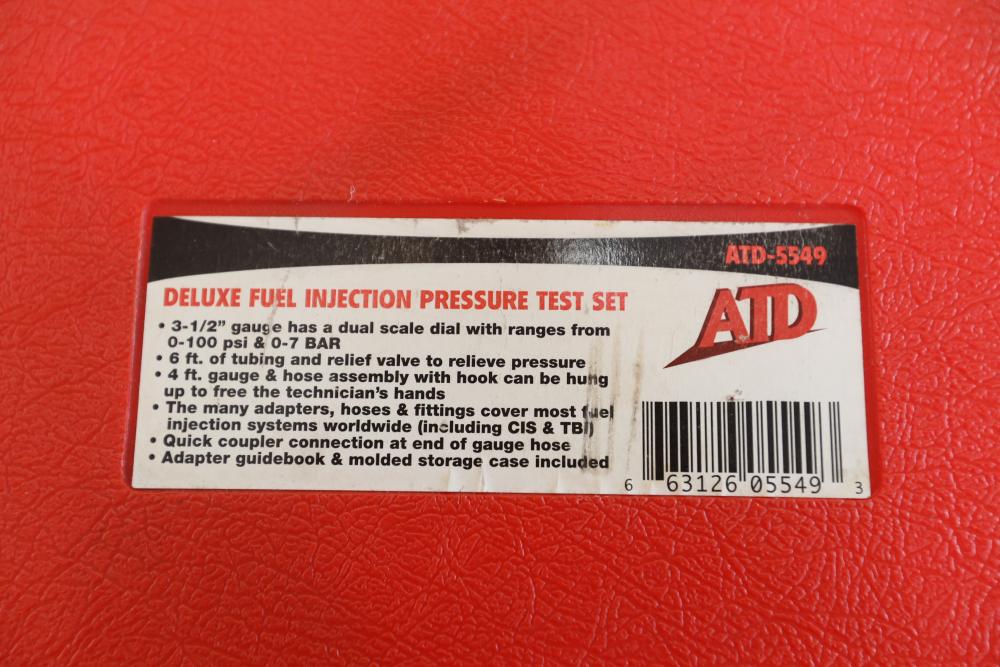 ATD-5549
DELUXE FUEL INJECTION PRESSURE TEST SET
ATD
• 3-1/2" gauge has a dual scale dial with ranges from
0-100 psi & 0-7 BAR
• 6 ft. of tubing and relief valve to relieve pressure
• 4 ft. gauge & hose assembly with hook can be hung
up to free the technician's hands
• The many adapters, hoses & fittings cover most fuel
injection systems worldwide (including CIS & TBI)
• Quick coupler connection at end of gauge hose
• Adapter guidebook & molded storage case included
6 63126 05549 3